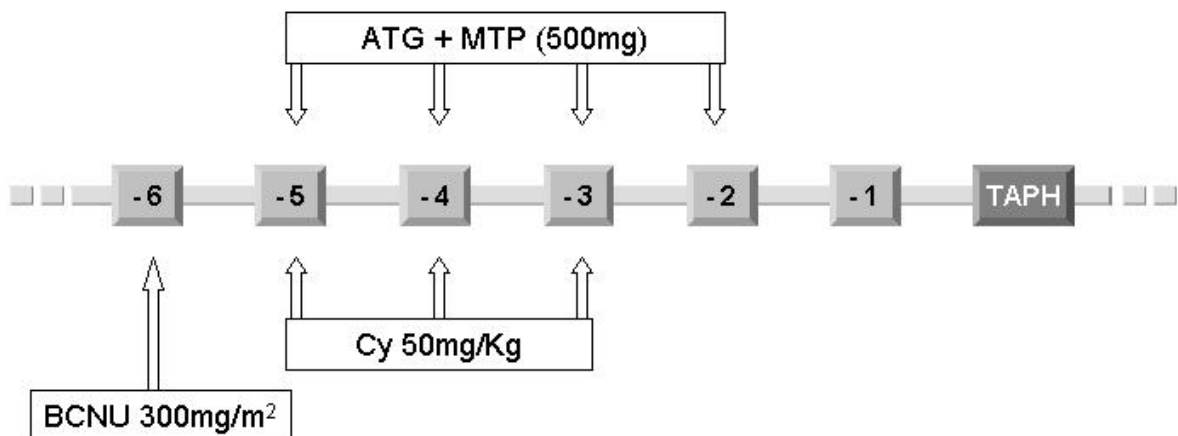 ATG + MTP (500mg)
-6 -5 -4 -3 -2 -1 TAPH
Cy 50mg/Kg
BCNU 300mg/m²